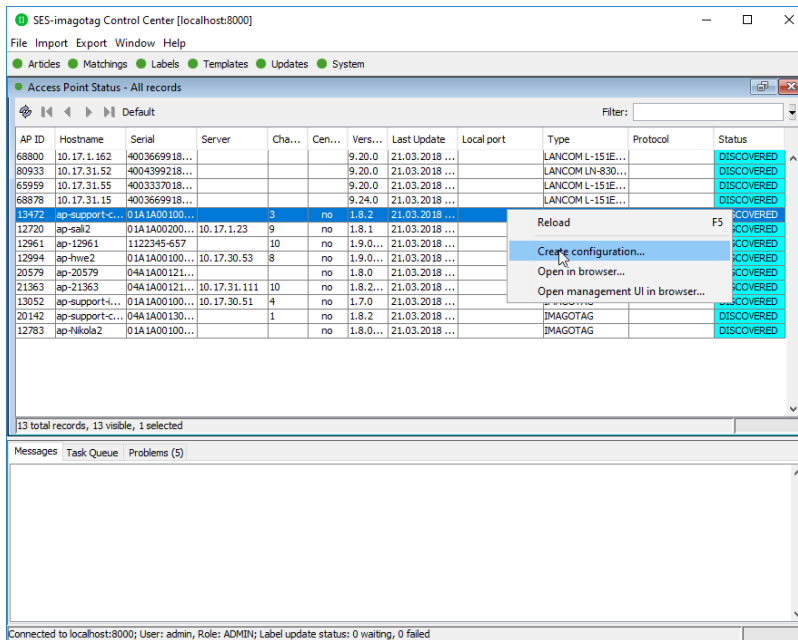 SES-imagotag Control Center [localhost:8000]
File Import Export Window Help
Articles Matchings Labels Templates Updates System
Access Point Status - All records
Default Filter:
AP ID Hostname Serial Server Cha... Cen... Vers... Last Update Local port Type Protocol Status
68800 10.17.1.162 4003669918... 9.20.0 21.03.2018 ... LANCOM L-151E... DISCOVERED
80933 10.17.31.52 4004399218... 9.20.0 21.03.2018 ... LANCOM LN-830... DISCOVERED
65959 10.17.31.55 4003337018... 9.20.0 21.03.2018 ... LANCOM L-151E... DISCOVERED
68878 10.17.31.15 4003669918... 9.24.0 21.03.2018 ... LANCOM L-151E... DISCOVERED
13472 ap-support-c... 01A1A00100... 3 no 1.8.2 21.03.2018 ... SCOVERED
12720 ap-sali2 01A1A00200... 10.17.1.23 9 no 1.8.1 21.03.2018 ... SCOVERED
12961 ap-12961 1122345-657 10 no 1.9.0... 21.03.2018 ... SCOVERED
12994 ap-hwe2 01A1A00100... 10.17.30.53 8 no 1.9.0... 21.03.2018 ... SCOVERED
20579 ap-20579 04A1A00121... no 1.8.0 21.03.2018 ... SCOVERED
21363 ap-21363 04A1A00121... 10.17.31.111 10 no 1.8.2... 21.03.2018 ... SCOVERED
13052 ap-support-i... 01A1A00100... 10.17.30.51 4 no 1.7.0 21.03.2018 ... IMAGOTAG DISCOVERED
20142 ap-support-c... 04A1A00130... 1 no 1.8.2 21.03.2018 ... IMAGOTAG DISCOVERED
12783 ap-Nikola2 01A1A00100... no 1.8.0... 21.03.2018 ... IMAGOTAG DISCOVERED
Reload F5
Create configuration...
Open in browser...
Open management UI in browser...
13 total records, 13 visible, 1 selected
Messages Task Queue Problems (5)
Connected to localhost:8000; User: admin, Role: ADMIN; Label update status: 0 waiting, 0 failed